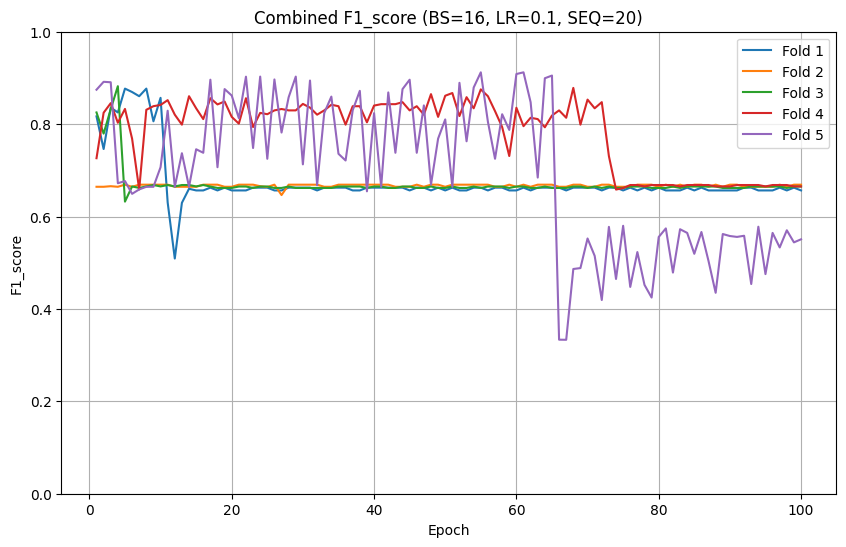 Combined F1_score (BS=16, LR=0.1, SEQ=20)
F1_score
1.0
0.8
0.6
0.4
0.2
0.0
0
20
40
60
80
100
Epoch
Fold 1
Fold 2
Fold 3
Fold 4
Fold 5